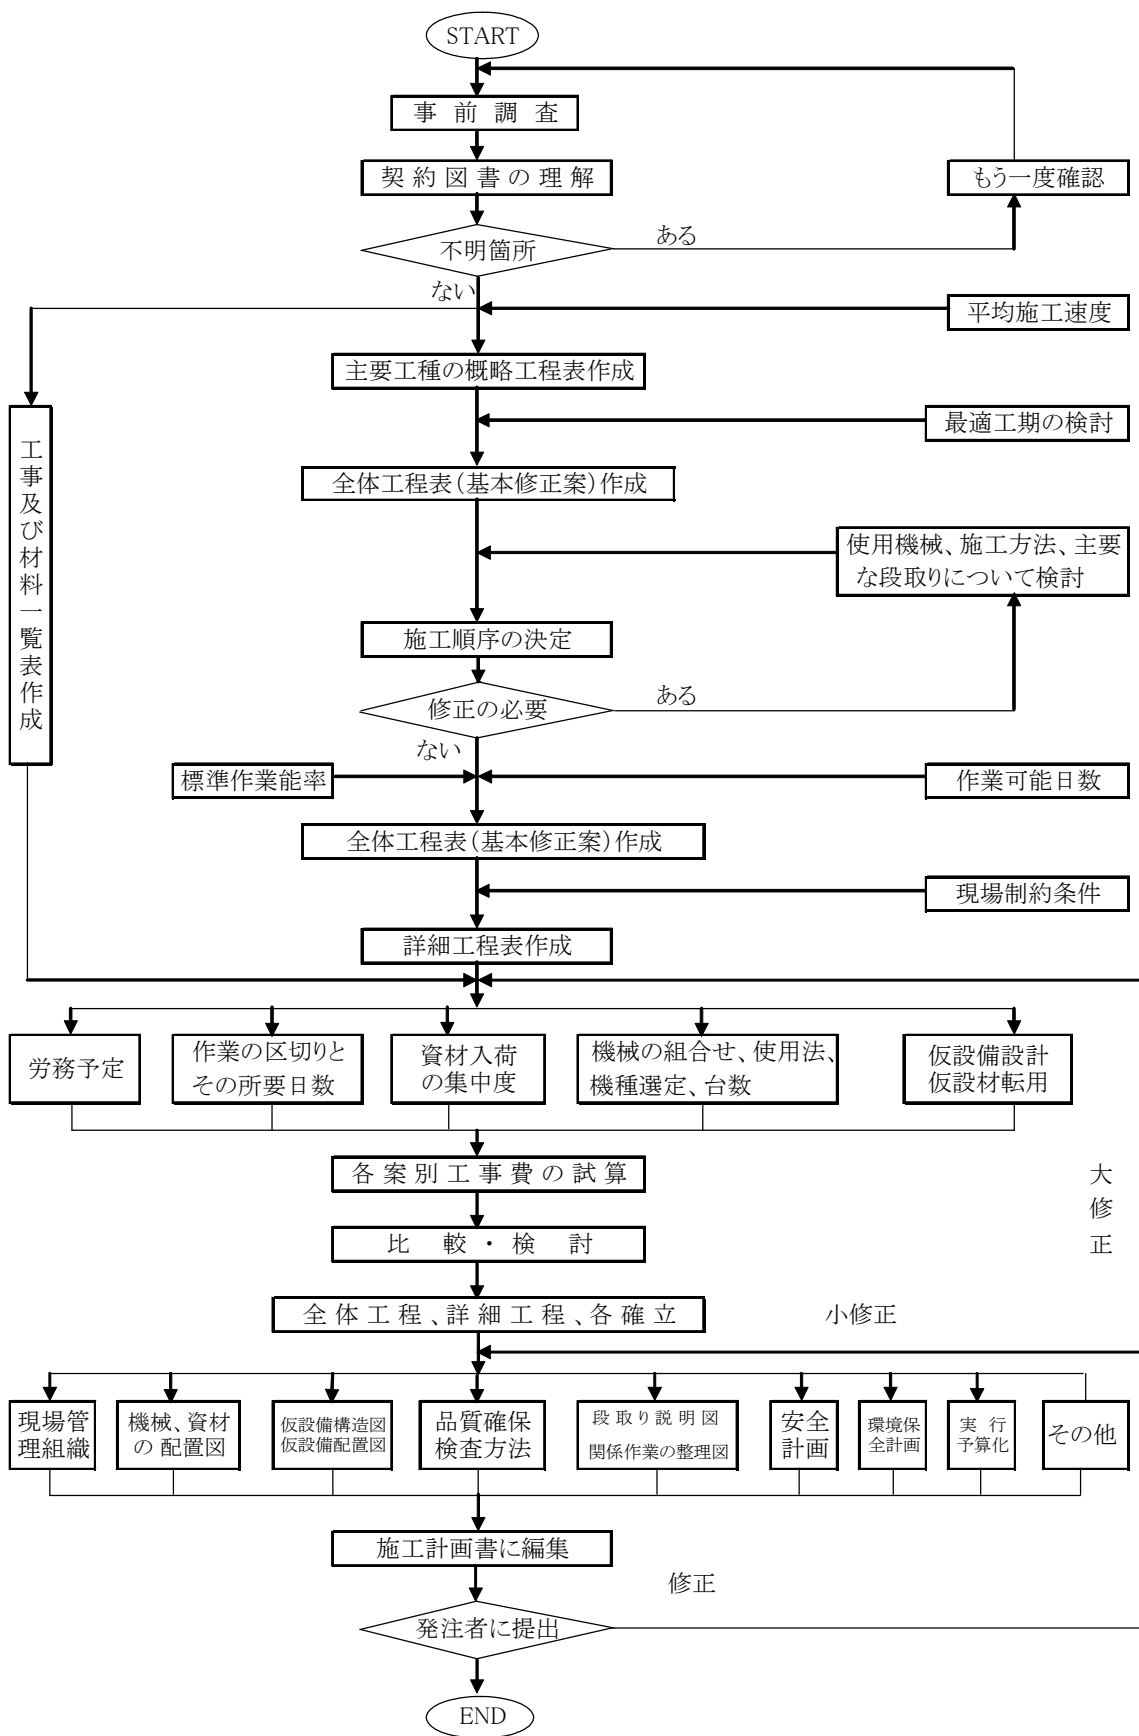 START
事前調査
契約図書の理解
もう一度確認
不明箇所
ある
ない
平均施工速度
主要工種の概略工程表作成
最適工期の検討
工事及び材料一覧表作成
全体工程表(基本修正案)作成
使用機械、施工方法、主要
な段取りについて検討
施工順序の決定
修正の必要
ある
ない
標準作業能率
作業可能日数
全体工程表(基本修正案)作成
現場制約条件
詳細工程表作成
労務予定
作業の区切りと
その所要日数
資材入荷
の集中度
機械の組合せ、使用法、
機種選定、台数
仮設備設計
仮設材転用
各案別工事費の試算
大修正
比較・検討
全体工程、詳細工程、各確立
小修正
現場管
理組織
機械、資材
の配置図
仮設備構造図
仮設備配置図
品質確保
検査方法
段取り説明図
関係作業の整理図
安全
計画
環境保
全計画
実行
予算化
その他
施工計画書に編集
修正
発注者に提出
END